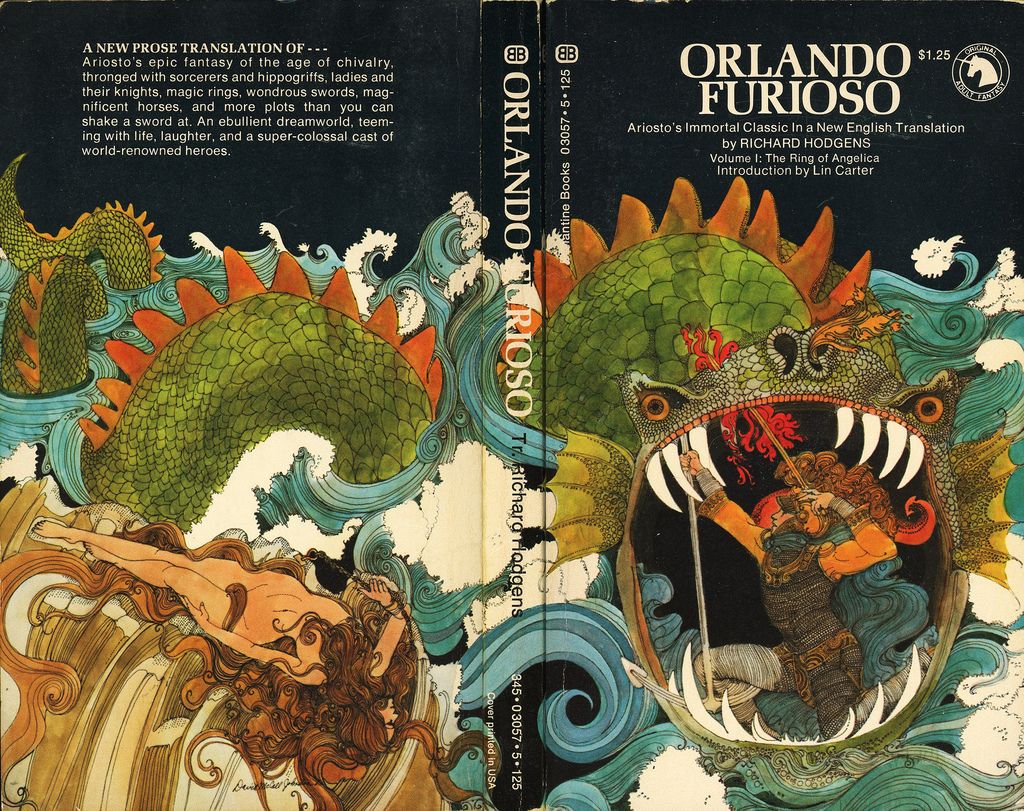 A NEW PROSE TRANSLATION OF - - -
Ariosto's epic fantasy of the age of chivalry,
thronged with sorcerers and hippogriffs, ladies and
their knights, magic rings, wondrous swords, mag-
nificent horses, and more plots than you can
shake a sword at. An ebullient dreamworld, teem-
ing with life, laughter, and a super-colossal cast of
world-renowned heroes.
BB
ORLANDO FURIOSO
Tr. Richard Hodgens
345·03057·5·125
Cover printed in USA
BB
03057·5·125
Books
ORLANDO
FURIOSO
$1.25
ORIGINAL
ADULT FANTASY
Ariosto's Immortal Classic In a New English Translation
by RICHARD HODGENS
Volume I: The Ring of Angelica
Introduction by Lin Carter
David